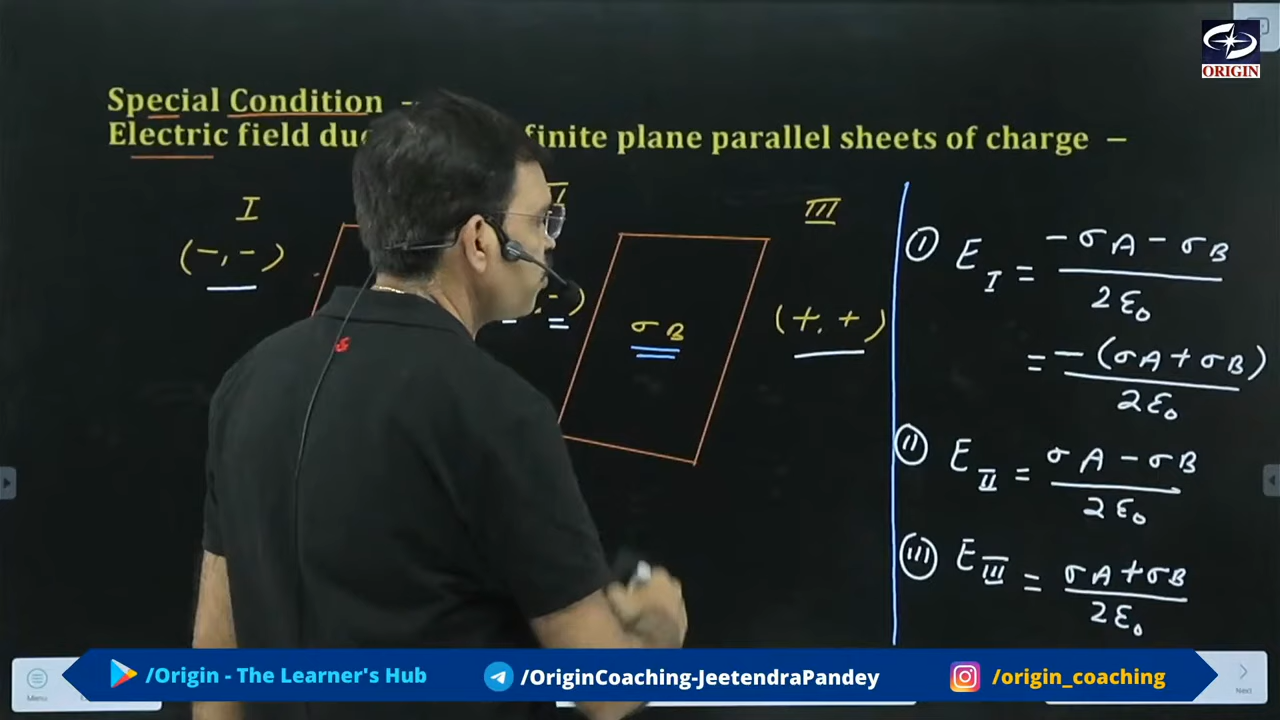 ORIGIN
Special Condition –
Electric field du finite plane parallel sheets of charge –
I
III
(-,-)
-)
σB
(+,+)
(I) E_I = -σA - σB / 2ε₀
= -(σA + σB) / 2ε₀
(II) E_II = σA - σB / 2ε₀
(III) E_III = σA + σB / 2ε₀
/Origin - The Learner's Hub
/OriginCoaching-JeetendraPandey
/origin_coaching
Menu
Next